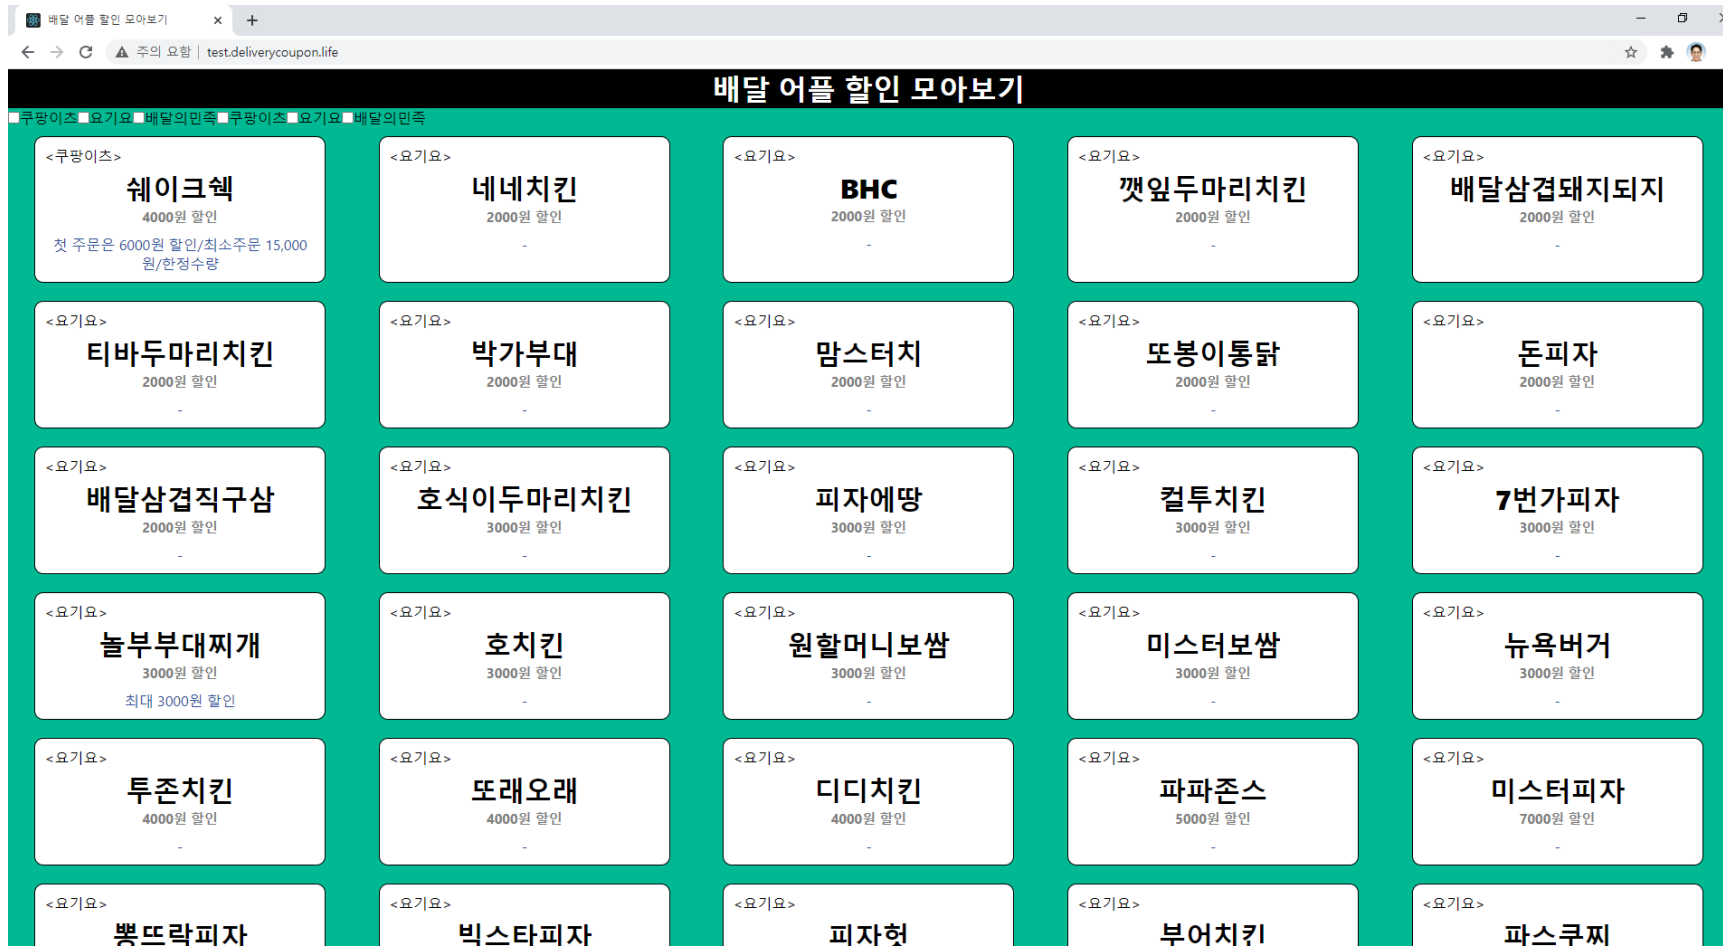 배달 어플 할인 모아보기
주의 요함 | test.deliverycoupon.life
배달 어플 할인 모아보기
쿠팡이츠 요기요 배달의민족 쿠팡이츠 요기요 배달의민족
<쿠팡이츠>
쉐이크쉑
4000원 할인
첫 주문은 6000원 할인/최소주문 15,000
원/한정수량
<요기요>
네네치킨
2000원 할인
-
<요기요>
BHC
2000원 할인
-
<요기요>
깻잎두마리치킨
2000원 할인
-
<요기요>
배달삼겹돼지되지
2000원 할인
-
<요기요>
티바두마리치킨
2000원 할인
-
<요기요>
박가부대
2000원 할인
-
<요기요>
맘스터치
2000원 할인
-
<요기요>
또봉이통닭
2000원 할인
-
<요기요>
돈피자
2000원 할인
-
<요기요>
배달삼겹직구삼
2000원 할인
-
<요기요>
호식이두마리치킨
3000원 할인
-
<요기요>
피자에땅
3000원 할인
-
<요기요>
컬투치킨
3000원 할인
-
<요기요>
7번가피자
3000원 할인
-
<요기요>
놀부부대찌개
3000원 할인
최대 3000원 할인
<요기요>
호치킨
3000원 할인
-
<요기요>
원할머니보쌈
3000원 할인
-
<요기요>
미스터보쌈
3000원 할인
-
<요기요>
뉴욕버거
3000원 할인
-
<요기요>
투존치킨
4000원 할인
-
<요기요>
또래오래
4000원 할인
-
<요기요>
디디치킨
4000원 할인
-
<요기요>
파파존스
5000원 할인
-
<요기요>
미스터피자
7000원 할인
-
<요기요>
뽕뜨락피자
<요기요>
빅스타피자
<요기요>
피자헛
<요기요>
부어치킨
<요기요>
파스쿠찌